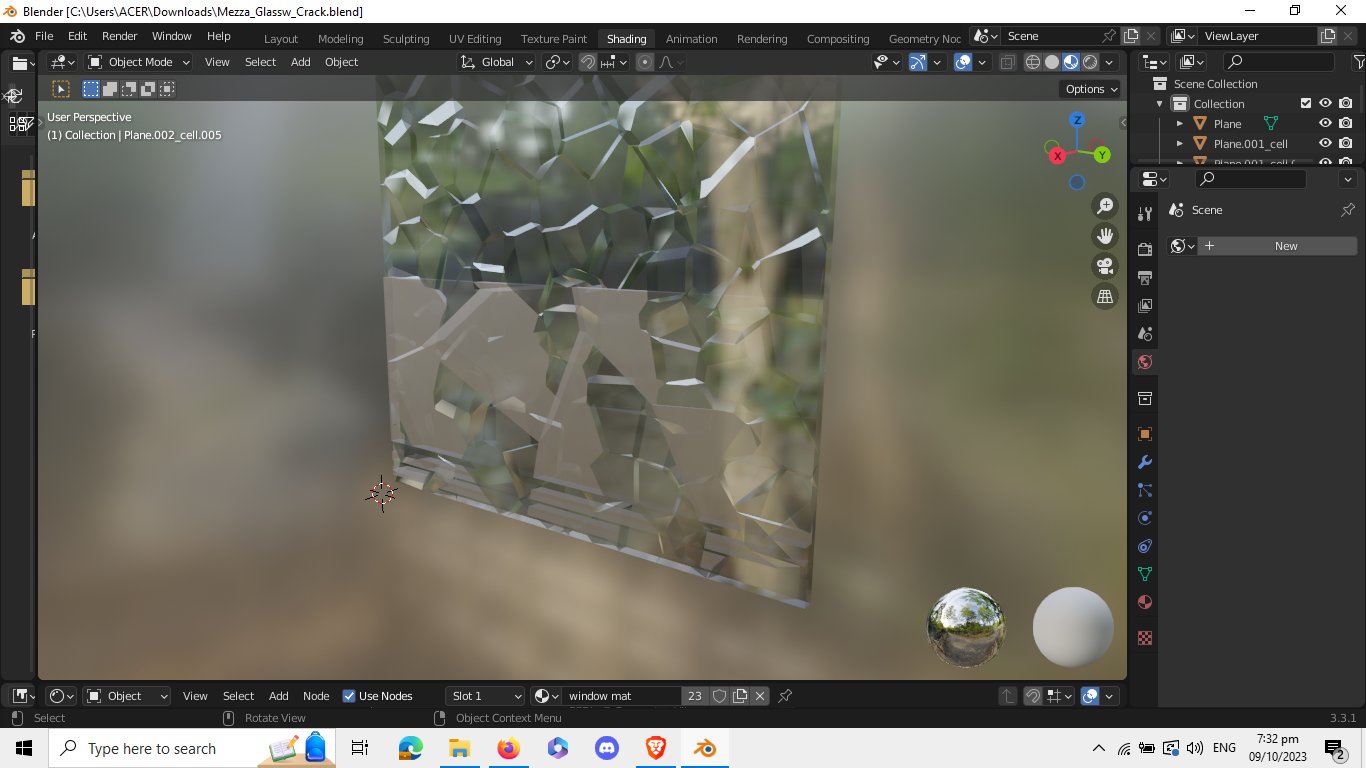 Blender [C:\Users\ACER\Downloads\Mezza_Glassw_Crack.blend]
File Edit Render Window Help Layout Modeling Sculpting UV Editing Texture Paint Shading Animation Rendering Compositing Geometry Noc Scene ViewLayer
Object Mode View Select Add Object Global
Options
User Perspective
(1) Collection | Plane.002_cell.005
Z
X
Y
Scene Collection
Collection
Plane
Plane.001_cell
Scene
New
Object View Select Add Node Use Nodes Slot 1 window mat 23
Select Rotate View Object Context Menu 3.3.1
Type here to search
ENG
7:32 pm
09/10/2023
2